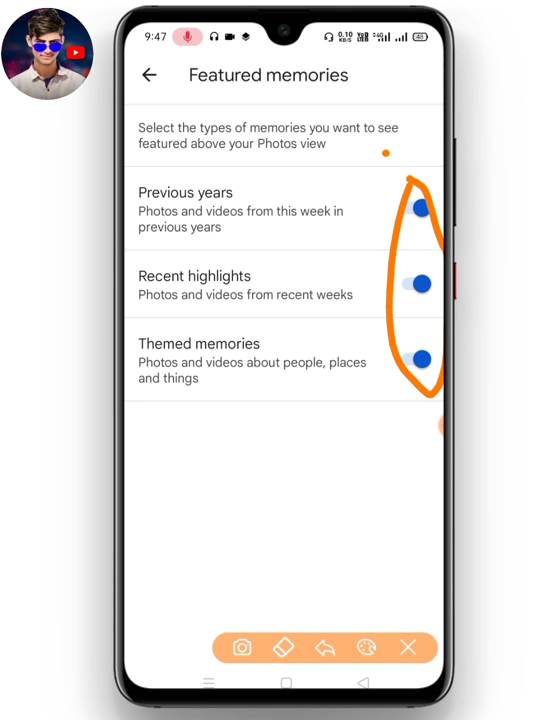 9:47
0.10
KB/S
4G
48
Featured memories
Select the types of memories you want to see
featured above your Photos view
Previous years
Photos and videos from this week in
previous years
Recent highlights
Photos and videos from recent weeks
Themed memories
Photos and videos about people, places
and things